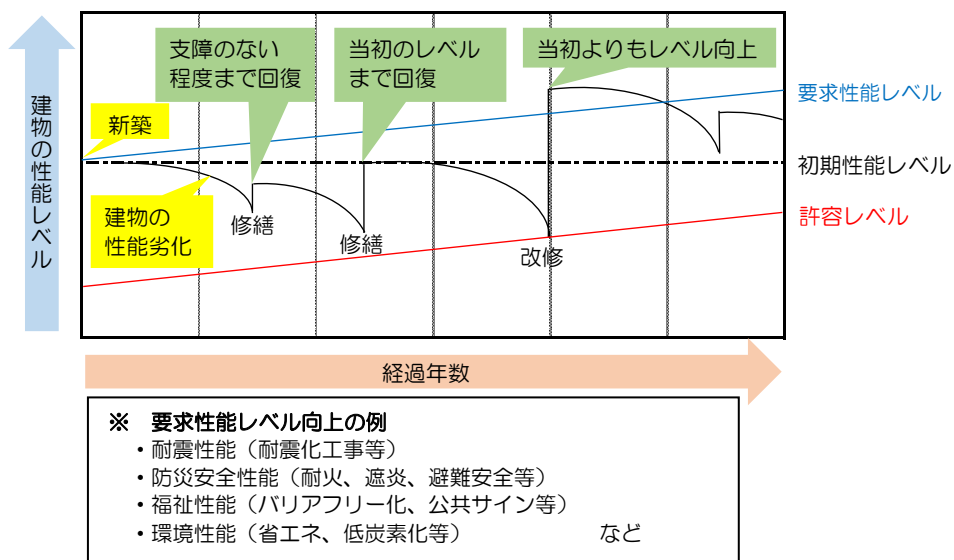 建物の性能レベル
支障のない
程度まで回復
当初のレベル
まで回復
当初よりもレベル向上
要求性能レベル
新築
初期性能レベル
建物の
性能劣化
修繕
修繕
改修
許容レベル
経過年数
※　要求性能レベル向上の例
・耐震性能（耐震化工事等）
・防災安全性能（耐火、遮炎、避難安全等）
・福祉性能（バリアフリー化、公共サイン等）
・環境性能（省エネ、低炭素化等）　　　　　　など